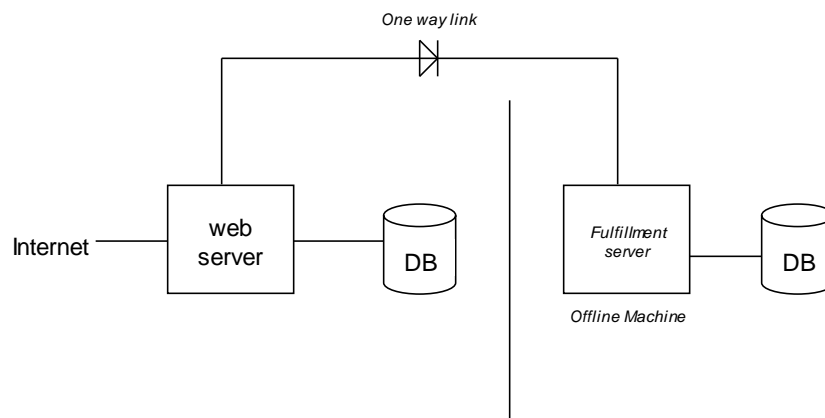 One way link
Internet
web
server
DB
Fulfillment
server
DB
Offline Machine